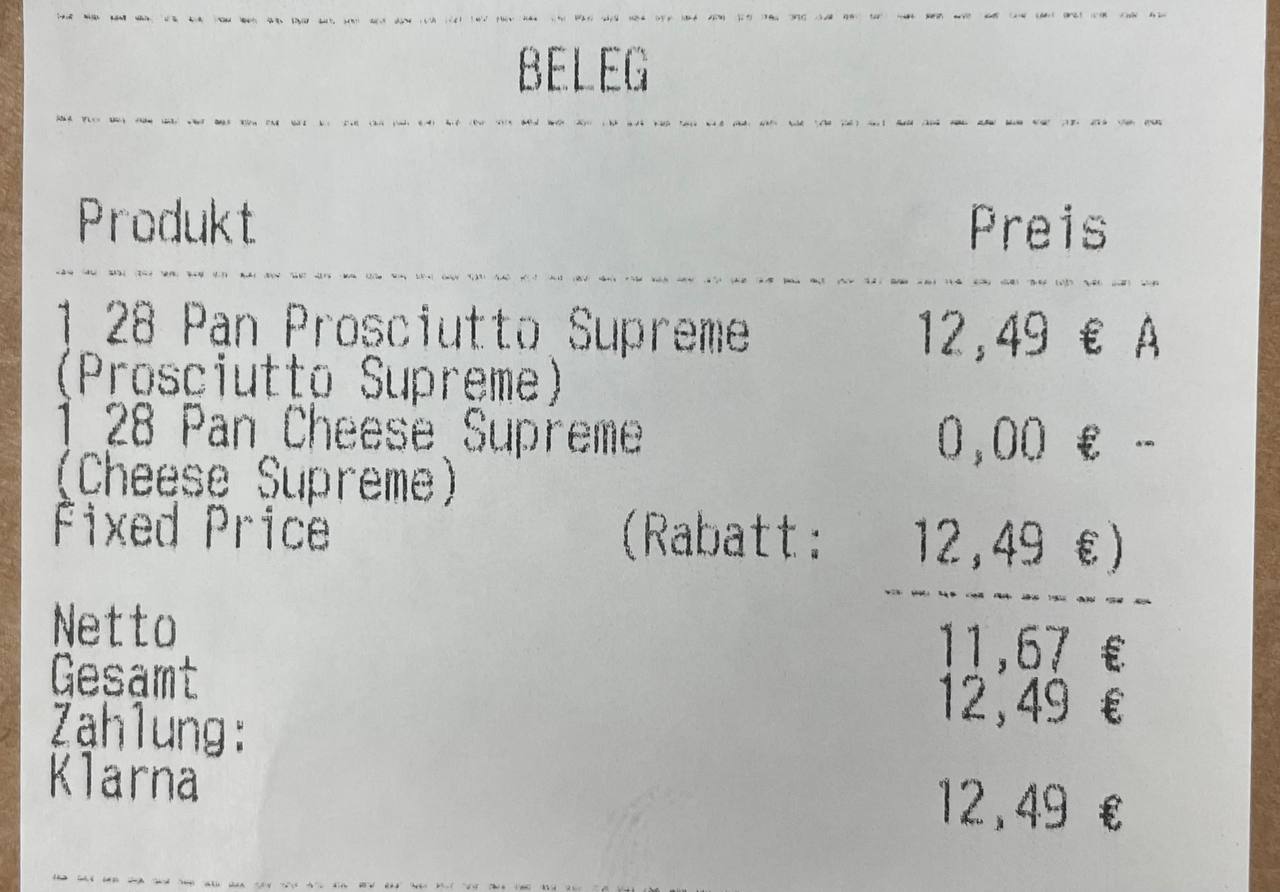 BELEG
Produkt Preis
1 28 Pan Prosciutto Supreme 12,49 € A
(Prosciutto Supreme)
1 28 Pan Cheese Supreme 0,00 € -
(Cheese Supreme)
Fixed Price (Rabatt: 12,49 €)
Netto 11,67 €
Gesamt 12,49 €
Zahlung:
Klarna 12,49 €